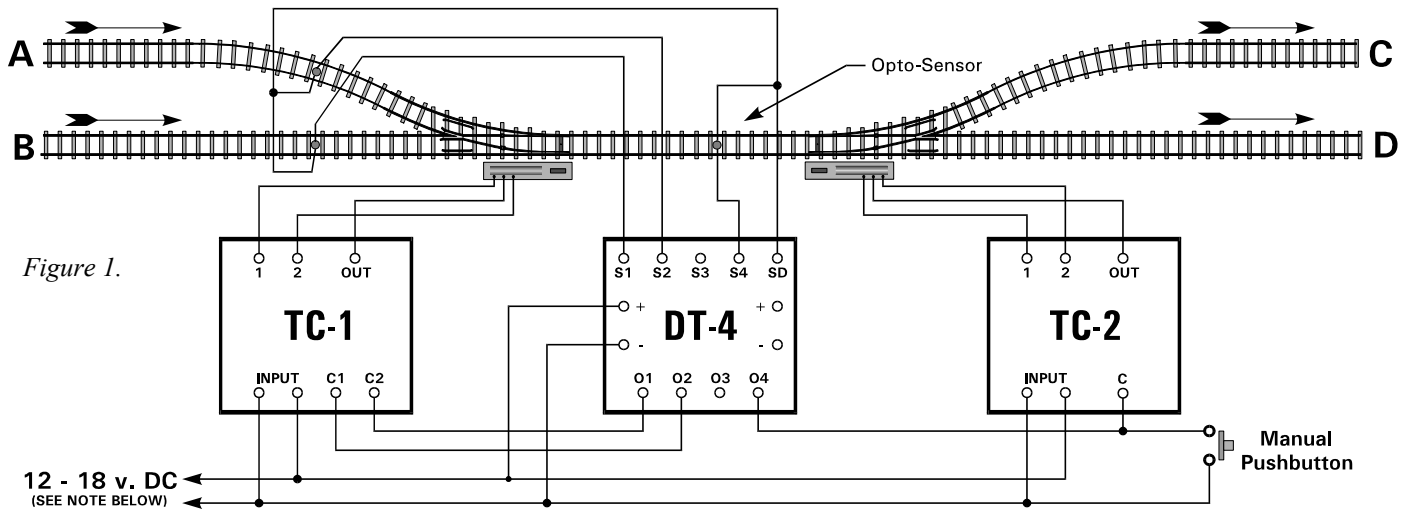 A
C
Opto-Sensor
B
D
Figure 1.
1 2 OUT
S1 S2 S3 S4 SD
1 2 OUT
+ +
TC-1
DT-4
TC-2
- -
INPUT C1 C2
O1 O2 O3 O4
INPUT C
Manual
Pushbutton
12 - 18 v. DC
(SEE NOTE BELOW)